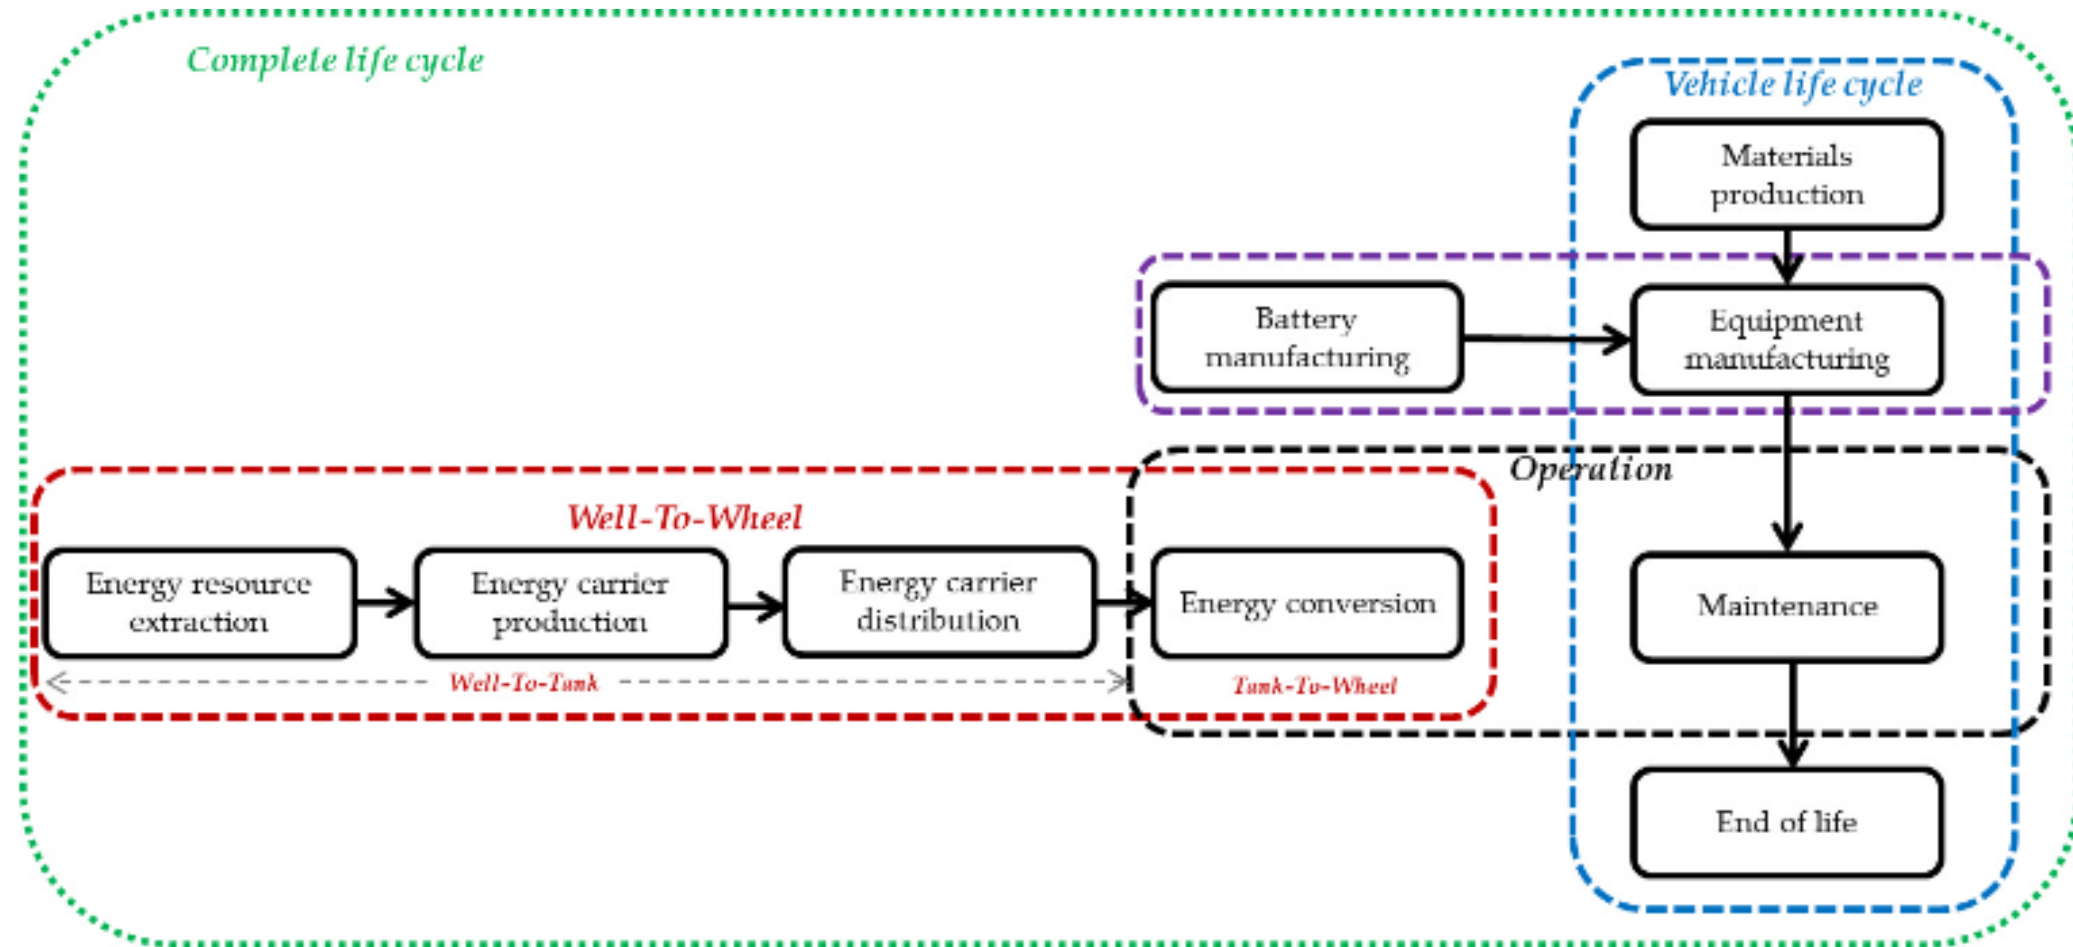 Complete life cycle
Vehicle life cycle
Materials
production
Battery
manufacturing
Equipment
manufacturing
Operation
Well-To-Wheel
Energy resource
extraction
Energy carrier
production
Energy carrier
distribution
Energy conversion
Maintenance
Well-To-Tank
Tank-To-Wheel
End of life